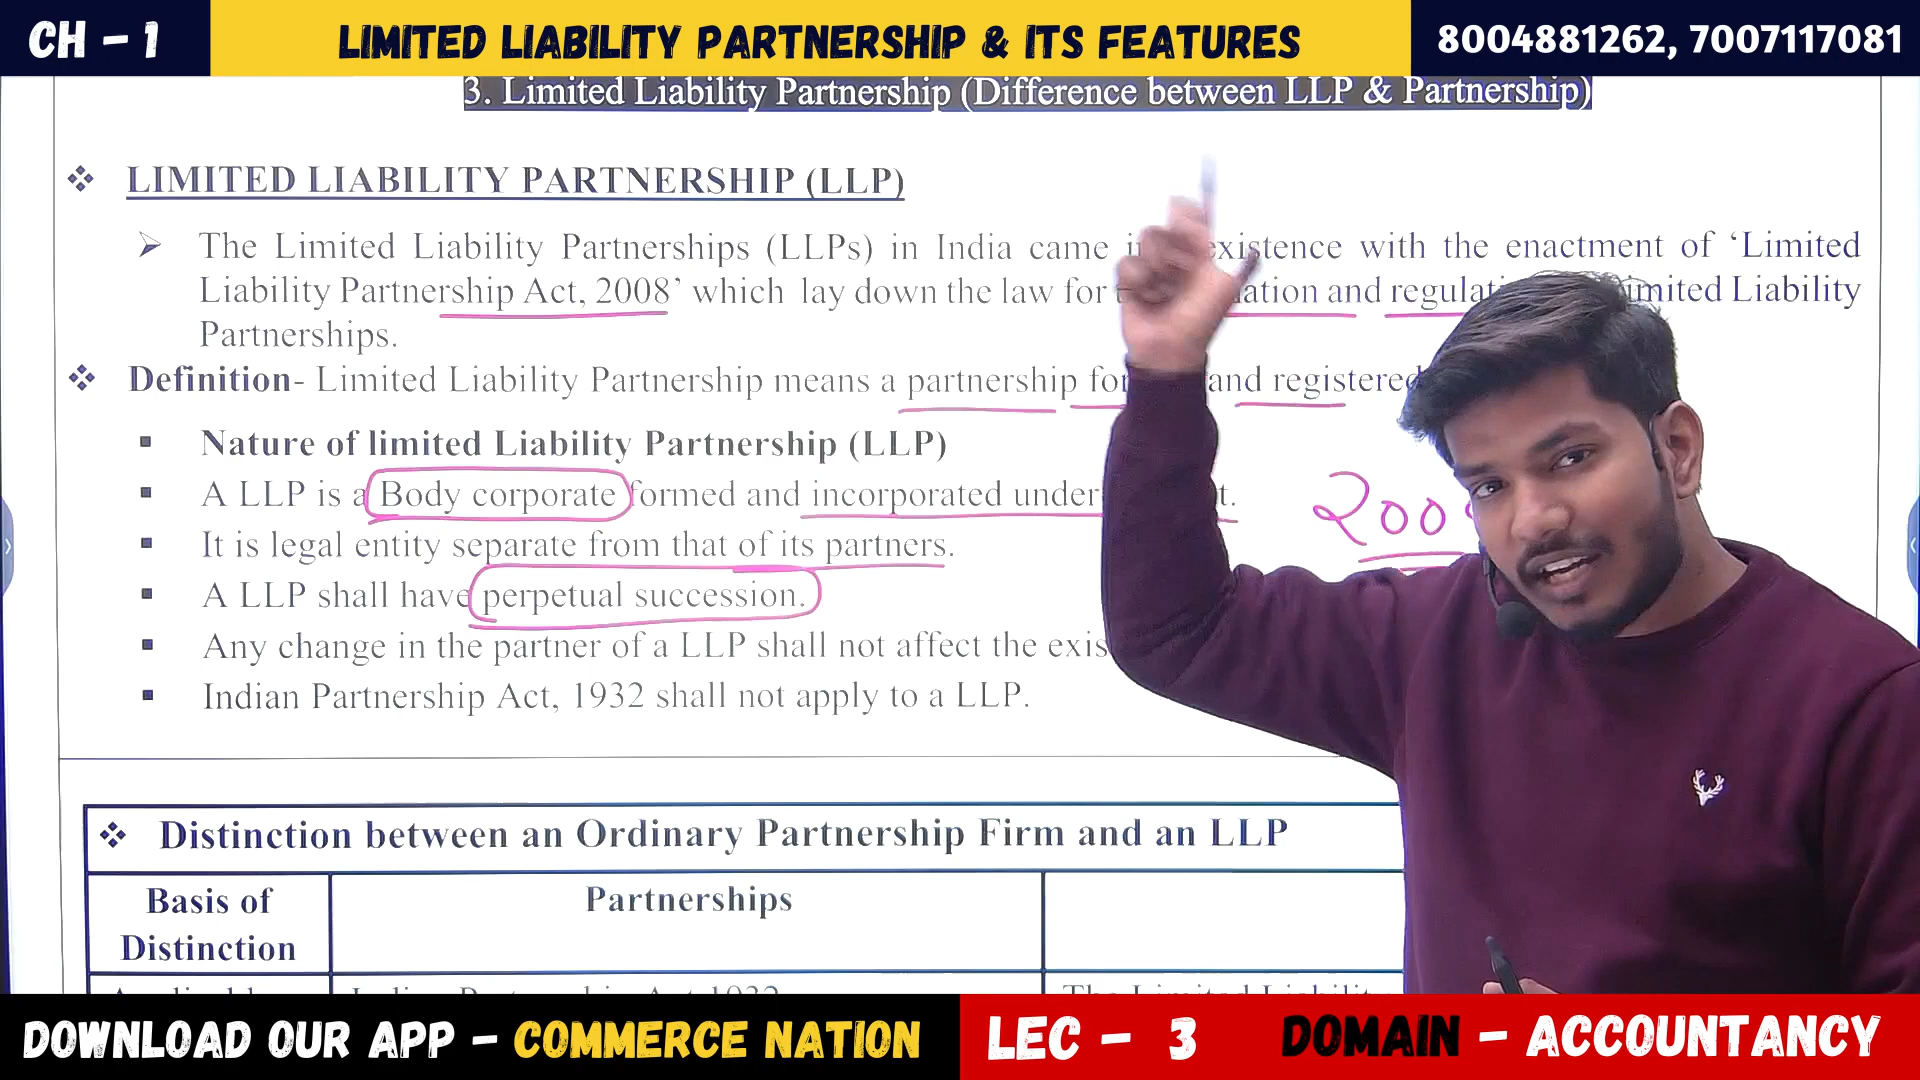 CH - 1
LIMITED LIABILITY PARTNERSHIP & ITS FEATURES
8004881262, 7007117081
3. Limited Liability Partnership (Difference between LLP & Partnership)
LIMITED LIABILITY PARTNERSHIP (LLP)
The Limited Liability Partnerships (LLPs) in India came existence with the enactment of ‘Limited
Liability Partnership Act, 2008’ which lay down the law for and regulation Limited Liability
Partnerships.
Definition- Limited Liability Partnership means a partnership and registered
Nature of limited Liability Partnership (LLP)
A LLP is a Body corporate formed and incorporated under
It is legal entity separate from that of its partners.
A LLP shall have perpetual succession.
Any change in the partner of a LLP shall not affect the
Indian Partnership Act, 1932 shall not apply to a LLP.
Distinction between an Ordinary Partnership Firm and an LLP
Basis of
Distinction
Partnerships
DOWNLOAD OUR APP - COMMERCE NATION
LEC - 3
DOMAIN - ACCOUNTANCY